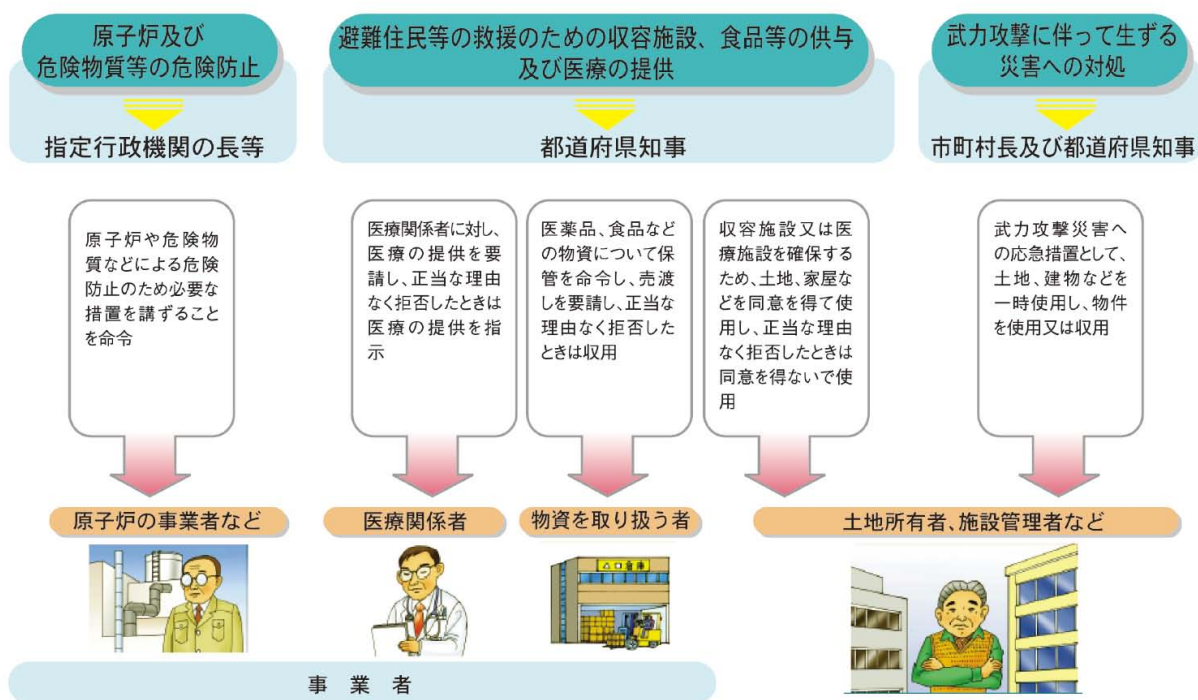 原子炉及び
危険物質等の危険防止
指定行政機関の長等
避難住民等の救援のための収容施設、食品等の供与
及び医療の提供
都道府県知事
武力攻撃に伴って生ずる
災害への対処
市町村長及び都道府県知事
原子炉や危険物
質などによる危険
防止のため必要な
措置を講ずること
を命令
医療関係者に対し、
医療の提供を要
請し、正当な理由
なく拒否したときは
医療の提供を指
示
医薬品、食品など
の物資について保
管を命令し、売渡
しを要請し、正当な
理由なく拒否した
ときは収用
収容施設又は医
療施設を確保する
ため、土地、家屋な
どを同意を得て使
用し、正当な理由
なく拒否したときは
同意を得ないで使
用
武力攻撃災害へ
の応急措置として、
土地、建物などを
一時使用し、物件
を使用又は収用
原子炉の事業者など
医療関係者
物資を取り扱う者
土地所有者、施設管理者など
事業者